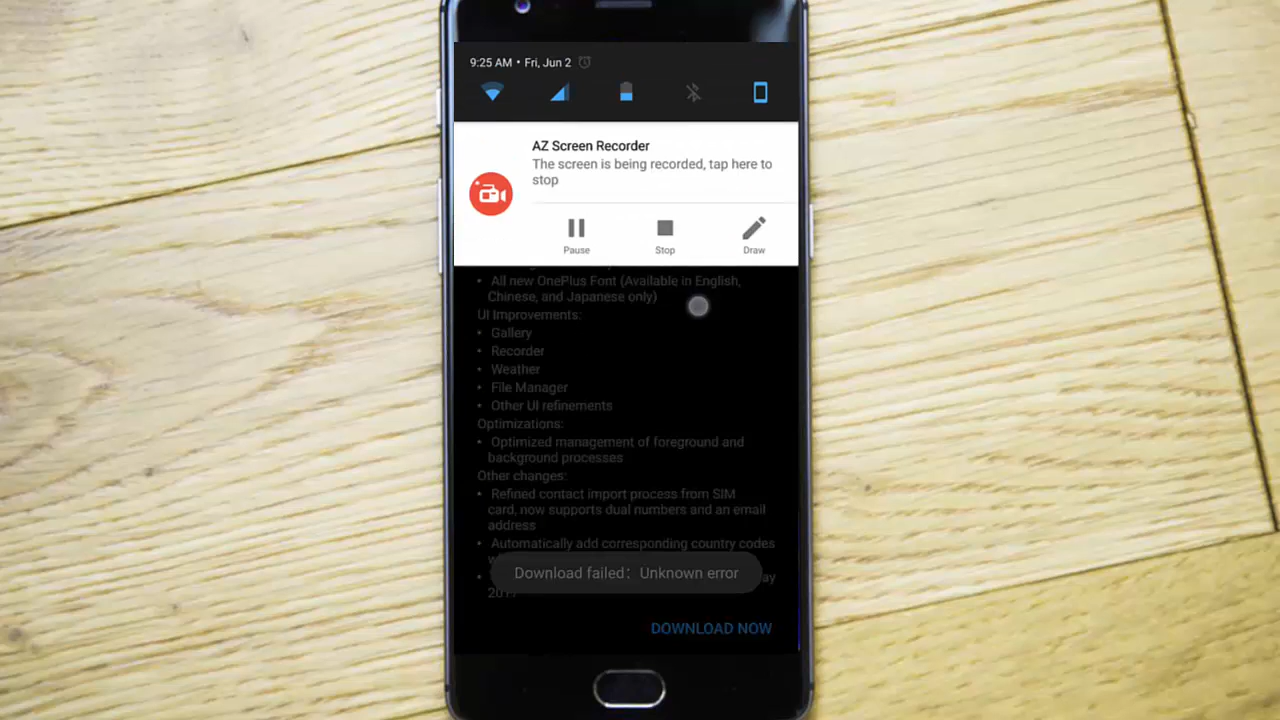 9:25 AM • Fri, Jun 2
AZ Screen Recorder
The screen is being recorded, tap here to
stop
Pause
Stop
Draw
• All new OnePlus Font (Available in English,
Chinese, and Japanese only)
UI Improvements:
• Gallery
• Recorder
• Weather
• File Manager
• Other UI refinements
Optimizations:
• Optimized management of foreground and
background processes
Other changes:
• Refined contact import process from SIM
card, now supports dual numbers and an email
address
• Automatically add corresponding country codes
Download failed： Unknown error
2017
DOWNLOAD NOW